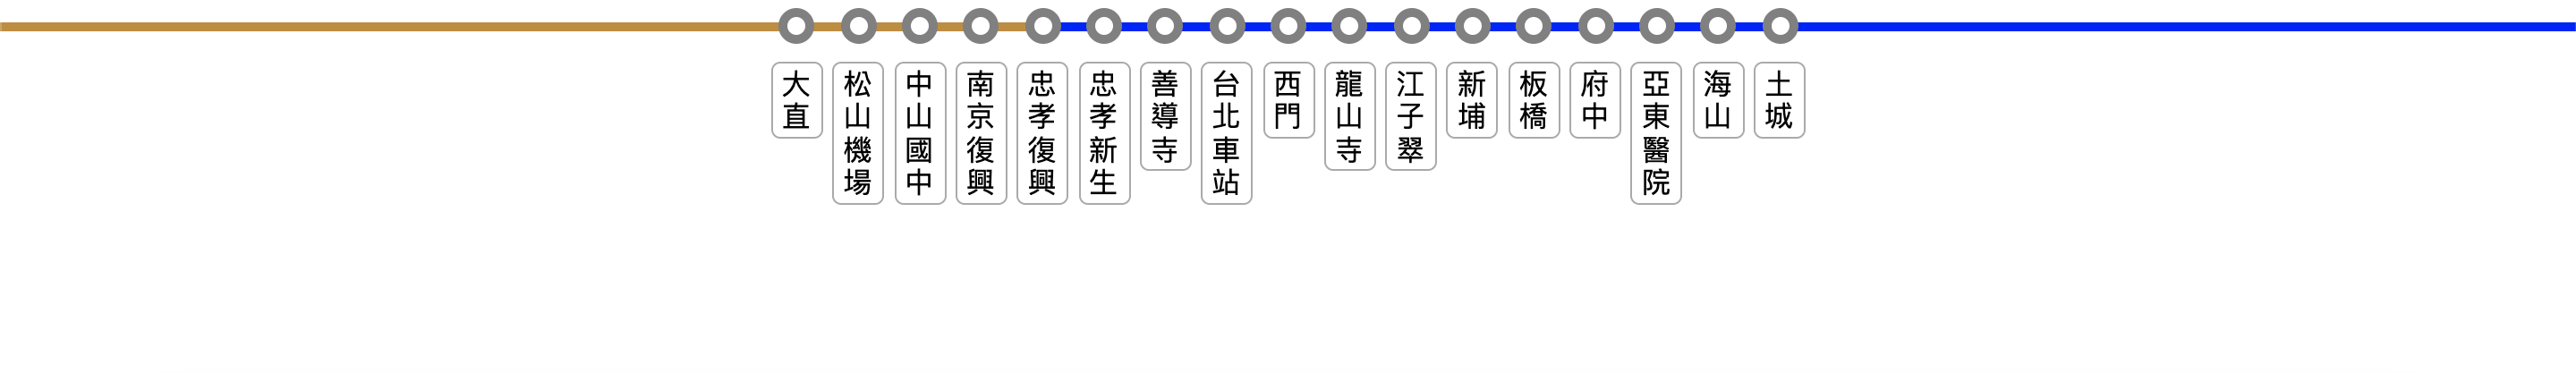 大直
松山機場
中山國中
南京復興
忠孝復興
忠孝新生
善導寺
台北車站
西門
龍山寺
江子翠
新埔
板橋
府中
亞東醫院
海山
土城